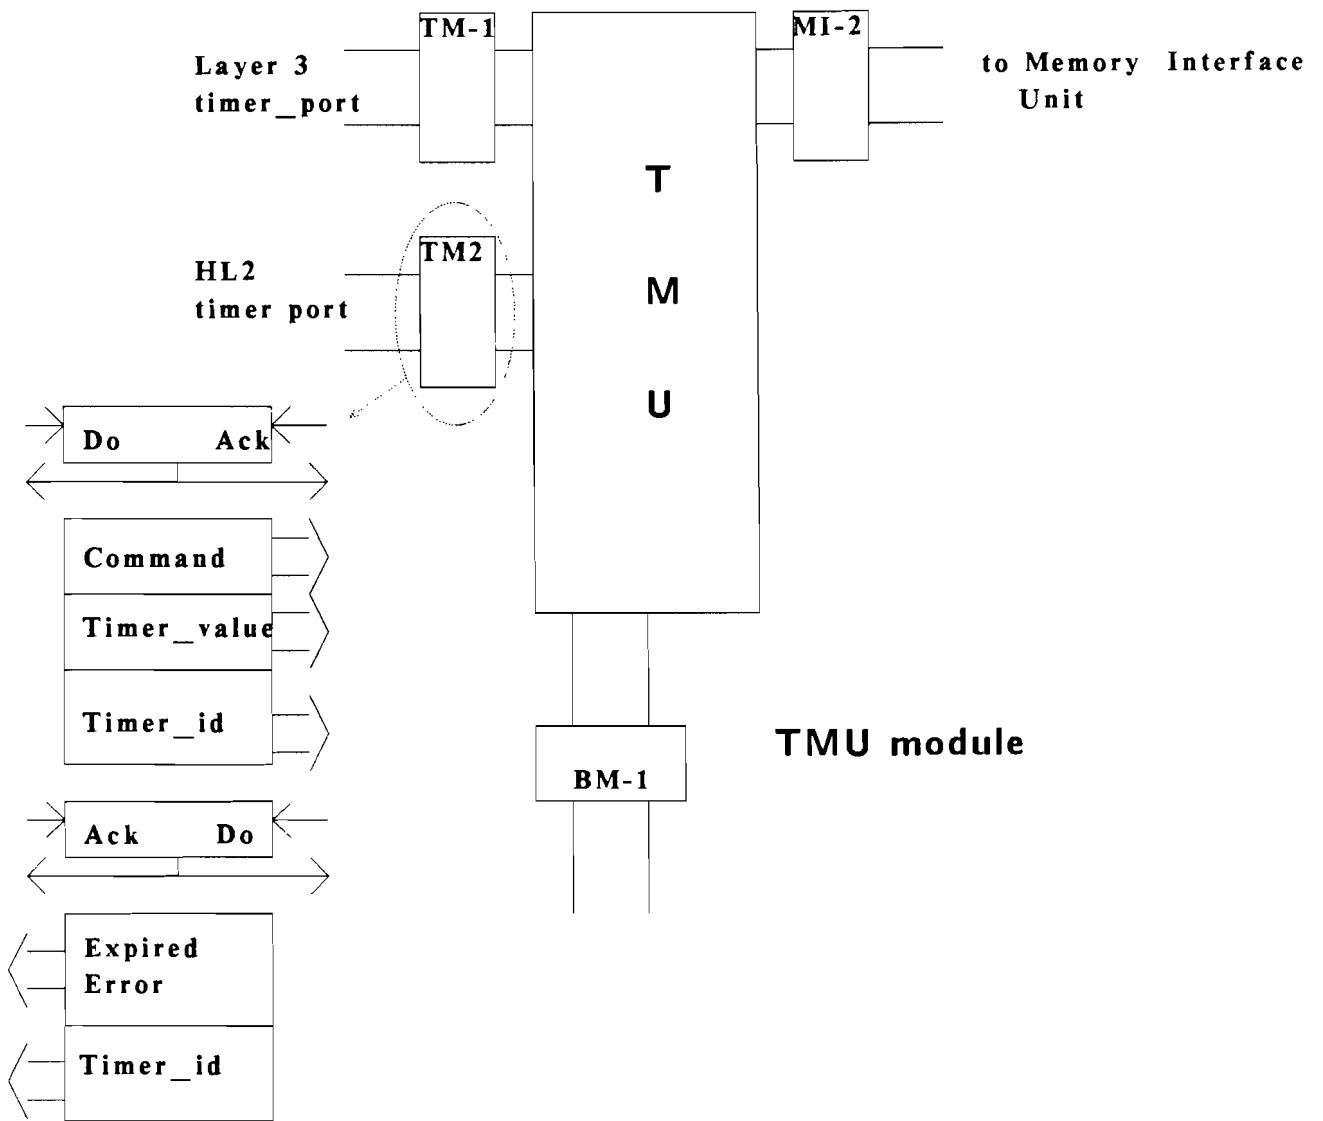 TM-1
MI-2
Layer 3
timer_port
to Memory Interface
Unit
T
M
U
TM2
HL2
timer port
Do Ack
Command
Timer_value
Timer_id
TMU module
BM-1
Ack Do
Expired
Error
Timer_id